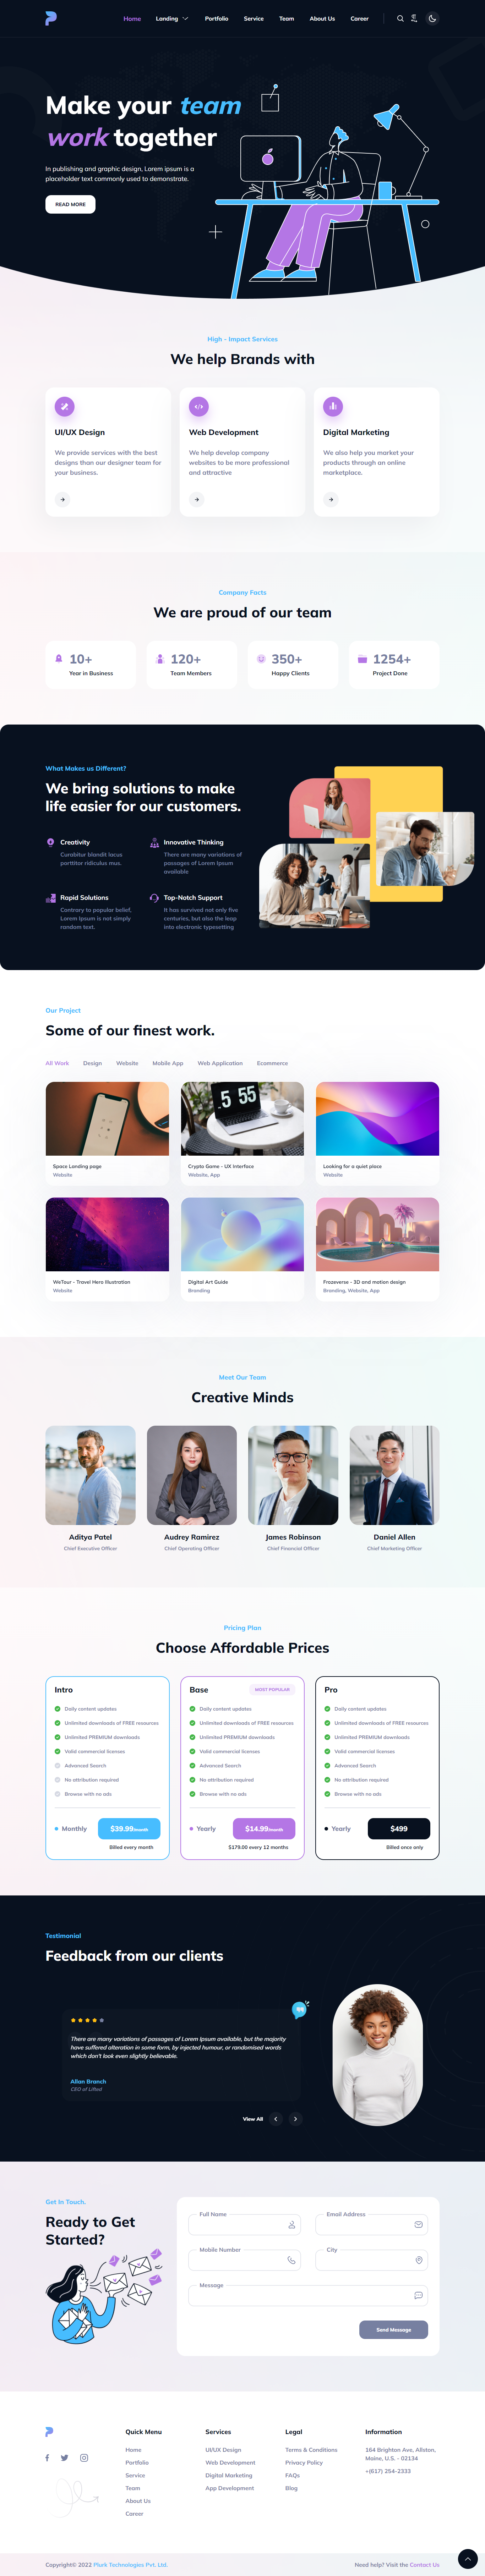 Home
Landing
Portfolio
Service
Team
About Us
Career
Make your team
work together
In publishing and graphic design, Lorem ipsum is a
placeholder text commonly used to demonstrate.
READ MORE
High - Impact Services
We help Brands with
UI/UX Design
We provide services with the best
designs than our designer team for
your business.
Web Development
We help develop company
websites to be more professional
and attractive
Digital Marketing
We also help you market your
products through an online
marketplace.
Company Facts
We are proud of our team
10+
Year in Business
120+
Team Members
350+
Happy Clients
1254+
Project Done
What Makes us Different?
We bring solutions to make
life easier for our customers.
Creativity
Curabitur blandit lacus
porttitor ridiculus mus.
Innovative Thinking
There are many variations of
passages of Lorem Ipsum
available
Rapid Solutions
Contrary to popular belief,
Lorem Ipsum is not simply
random text.
Top-Notch Support
It has survived not only five
centuries, but also the leap
into electronic typesetting
Our Project
Some of our finest work.
All Work
Design
Website
Mobile App
Web Application
Ecommerce
5 55
Space Landing page
Website
Crypto Game - UX Interface
Website, App
Looking for a quiet place
Website
WeTour - Travel Hero Illustration
Website
Digital Art Guide
Branding
Frozeverse - 3D and motion design
Branding, Website, App
Meet Our Team
Creative Minds
Aditya Patel
Chief Executive Officer
Audrey Ramirez
Chief Operating Officer
James Robinson
Chief Financial Officer
Daniel Allen
Chief Marketing Officer
Pricing Plan
Choose Affordable Prices
Intro
Daily content updates
Unlimited downloads of FREE resources
Unlimited PREMIUM downloads
Valid commercial licenses
Advanced Search
No attribution required
Browse with no ads
Monthly
$39.99/month
Billed every month
Base
MOST POPULAR
Daily content updates
Unlimited downloads of FREE resources
Unlimited PREMIUM downloads
Valid commercial licenses
Advanced Search
No attribution required
Browse with no ads
Yearly
$14.99/month
$179.00 every 12 months
Pro
Daily content updates
Unlimited downloads of FREE resources
Unlimited PREMIUM downloads
Valid commercial licenses
Advanced Search
No attribution required
Browse with no ads
Yearly
$499
Billed once only
Testimonial
Feedback from our clients
There are many variations of passages of Lorem Ipsum available, but the majority
have suffered alteration in some form, by injected humour, or randomised words
which don't look even slightly believable.
Allan Branch
CEO of Lifted
View All
Get In Touch.
Ready to Get
Started?
Full Name
Email Address
Mobile Number
City
Message
Send Message
Quick Menu
Home
Portfolio
Service
Team
About Us
Career
Services
UI/UX Design
Web Development
Digital Marketing
App Development
Legal
Terms & Conditions
Privacy Policy
FAQs
Blog
Information
164 Brighton Ave, Allston,
Maine, U.S. - 02134
+(617) 254-2333
Copyright© 2022 Plurk Technologies Pvt. Ltd.
Need help? Visit the Contact Us